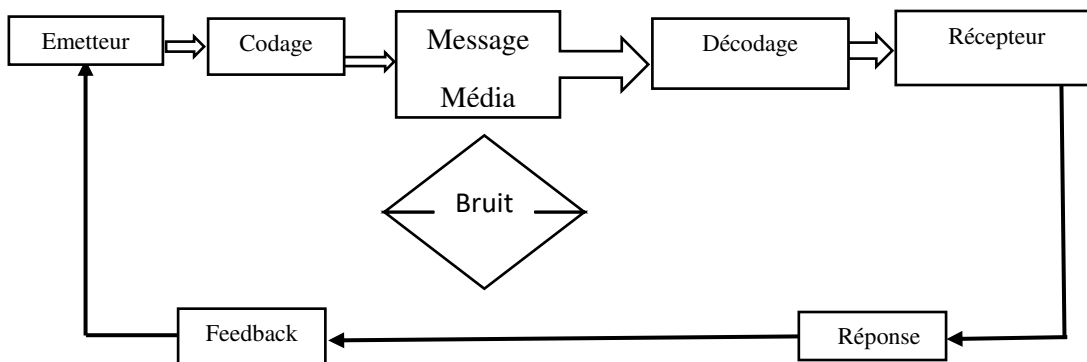 Emetteur
Codage
Message
Média
Décodage
Récepteur
Bruit
Feedback
Réponse